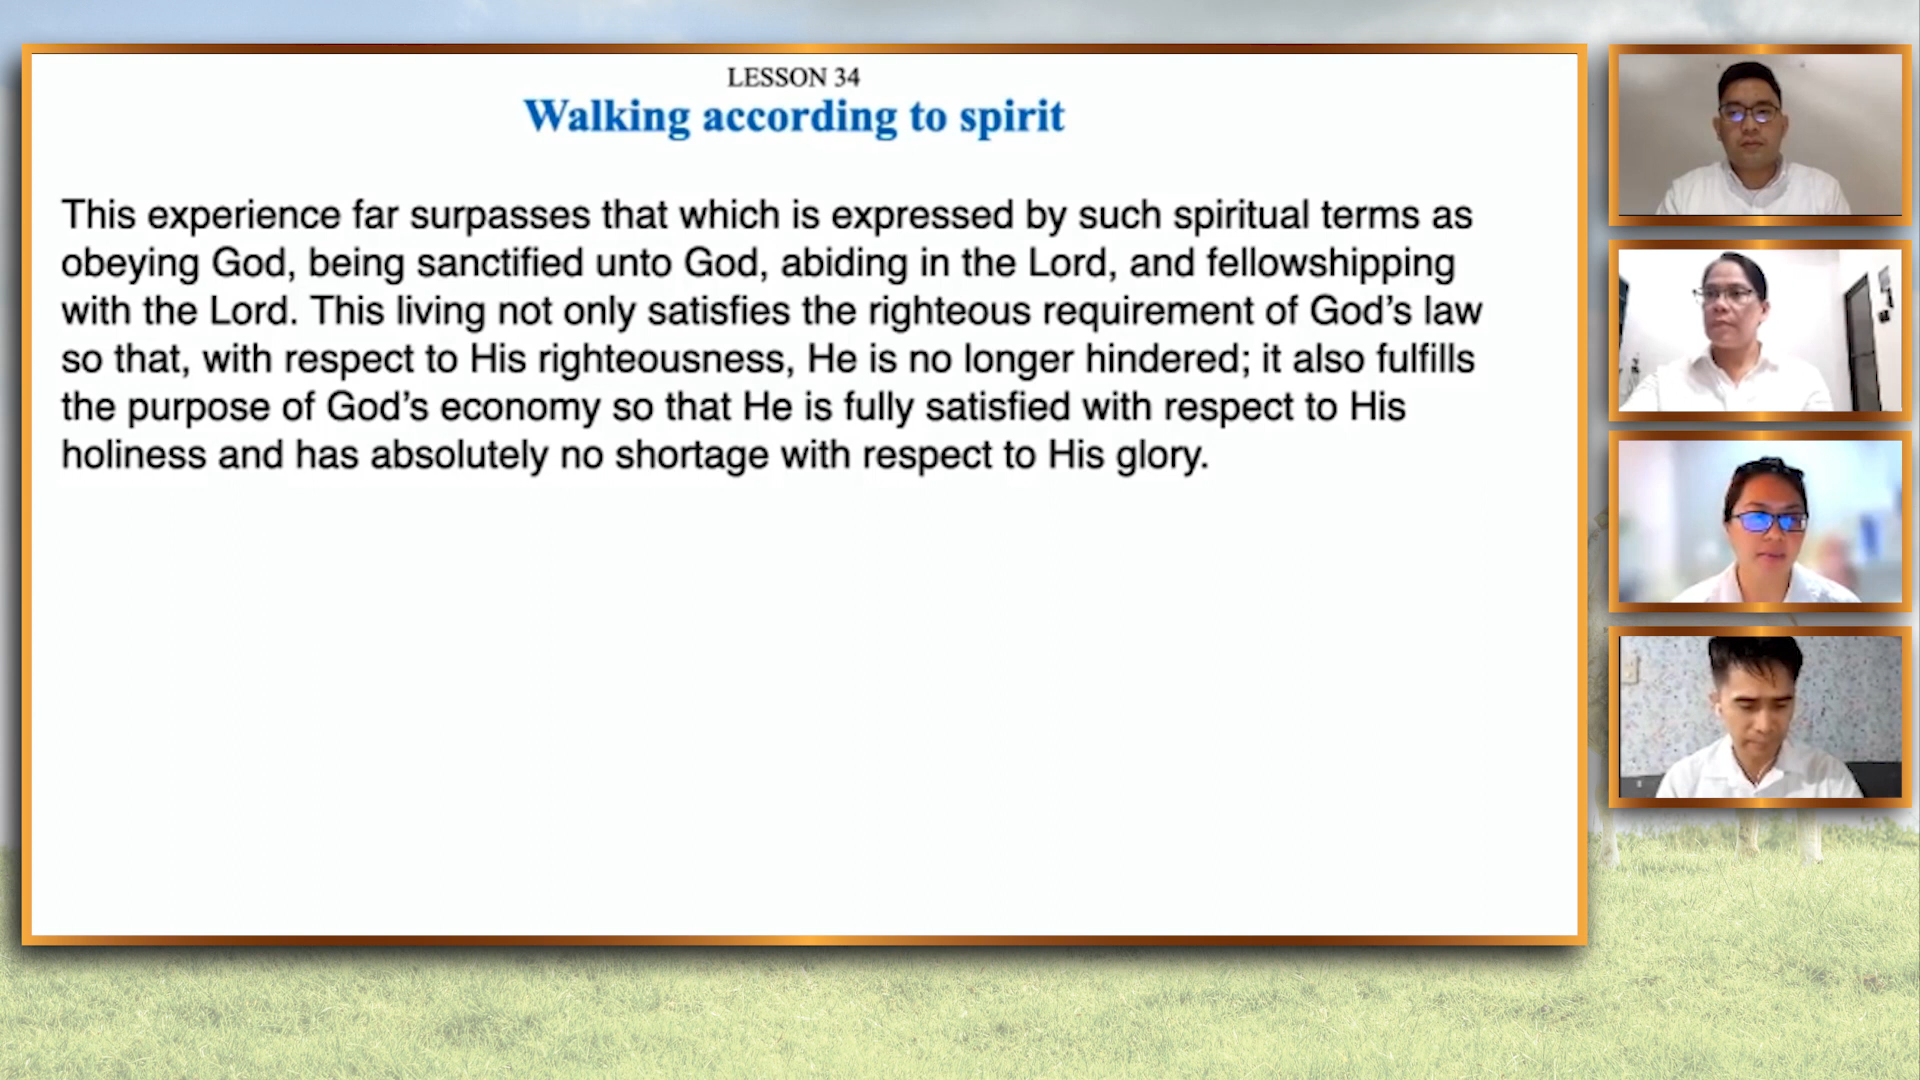 LESSON 34
Walking according to spirit
This experience far surpasses that which is expressed by such spiritual terms as
obeying God, being sanctified unto God, abiding in the Lord, and fellowshipping
with the Lord. This living not only satisfies the righteous requirement of God’s law
so that, with respect to His righteousness, He is no longer hindered; it also fulfills
the purpose of God’s economy so that He is fully satisfied with respect to His
holiness and has absolutely no shortage with respect to His glory.